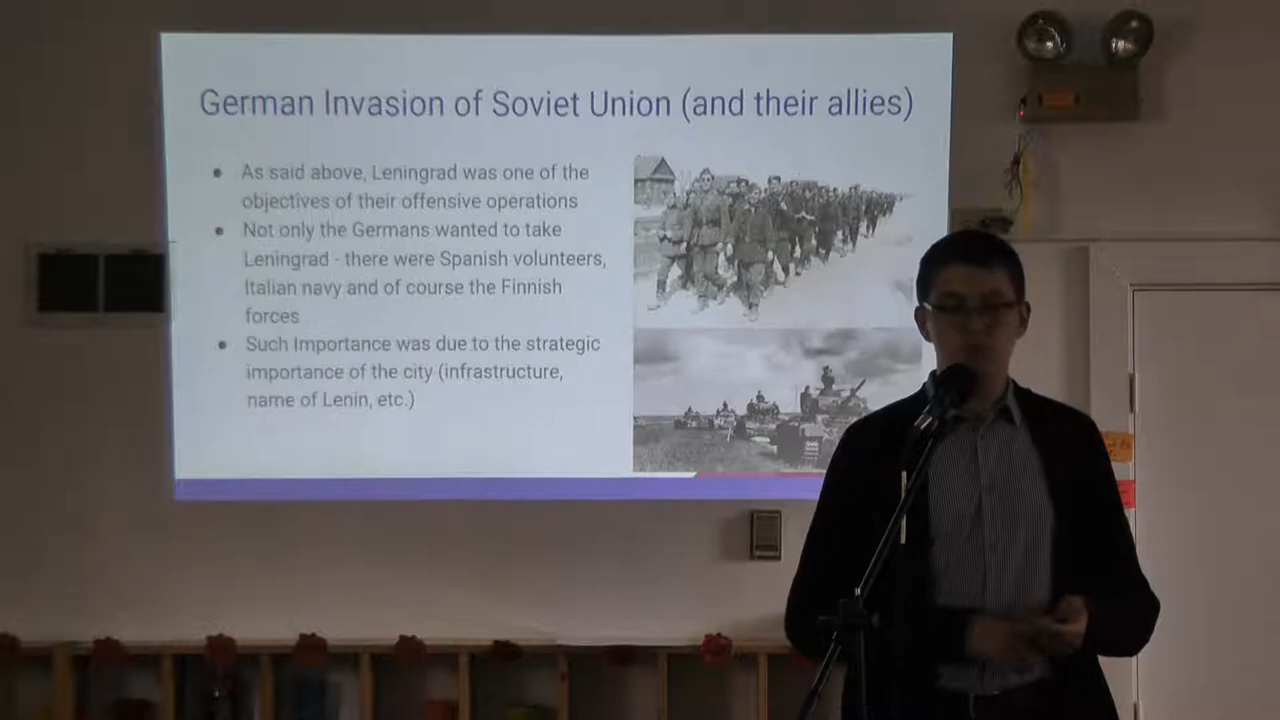 German Invasion of Soviet Union (and their allies)
As said above, Leningrad was one of the
objectives of their offensive operations
Not only the Germans wanted to take
Leningrad - there were Spanish volunteers,
Italian navy and of course the Finnish
forces
Such Importance was due to the strategic
importance of the city (infrastructure,
name of Lenin, etc.)